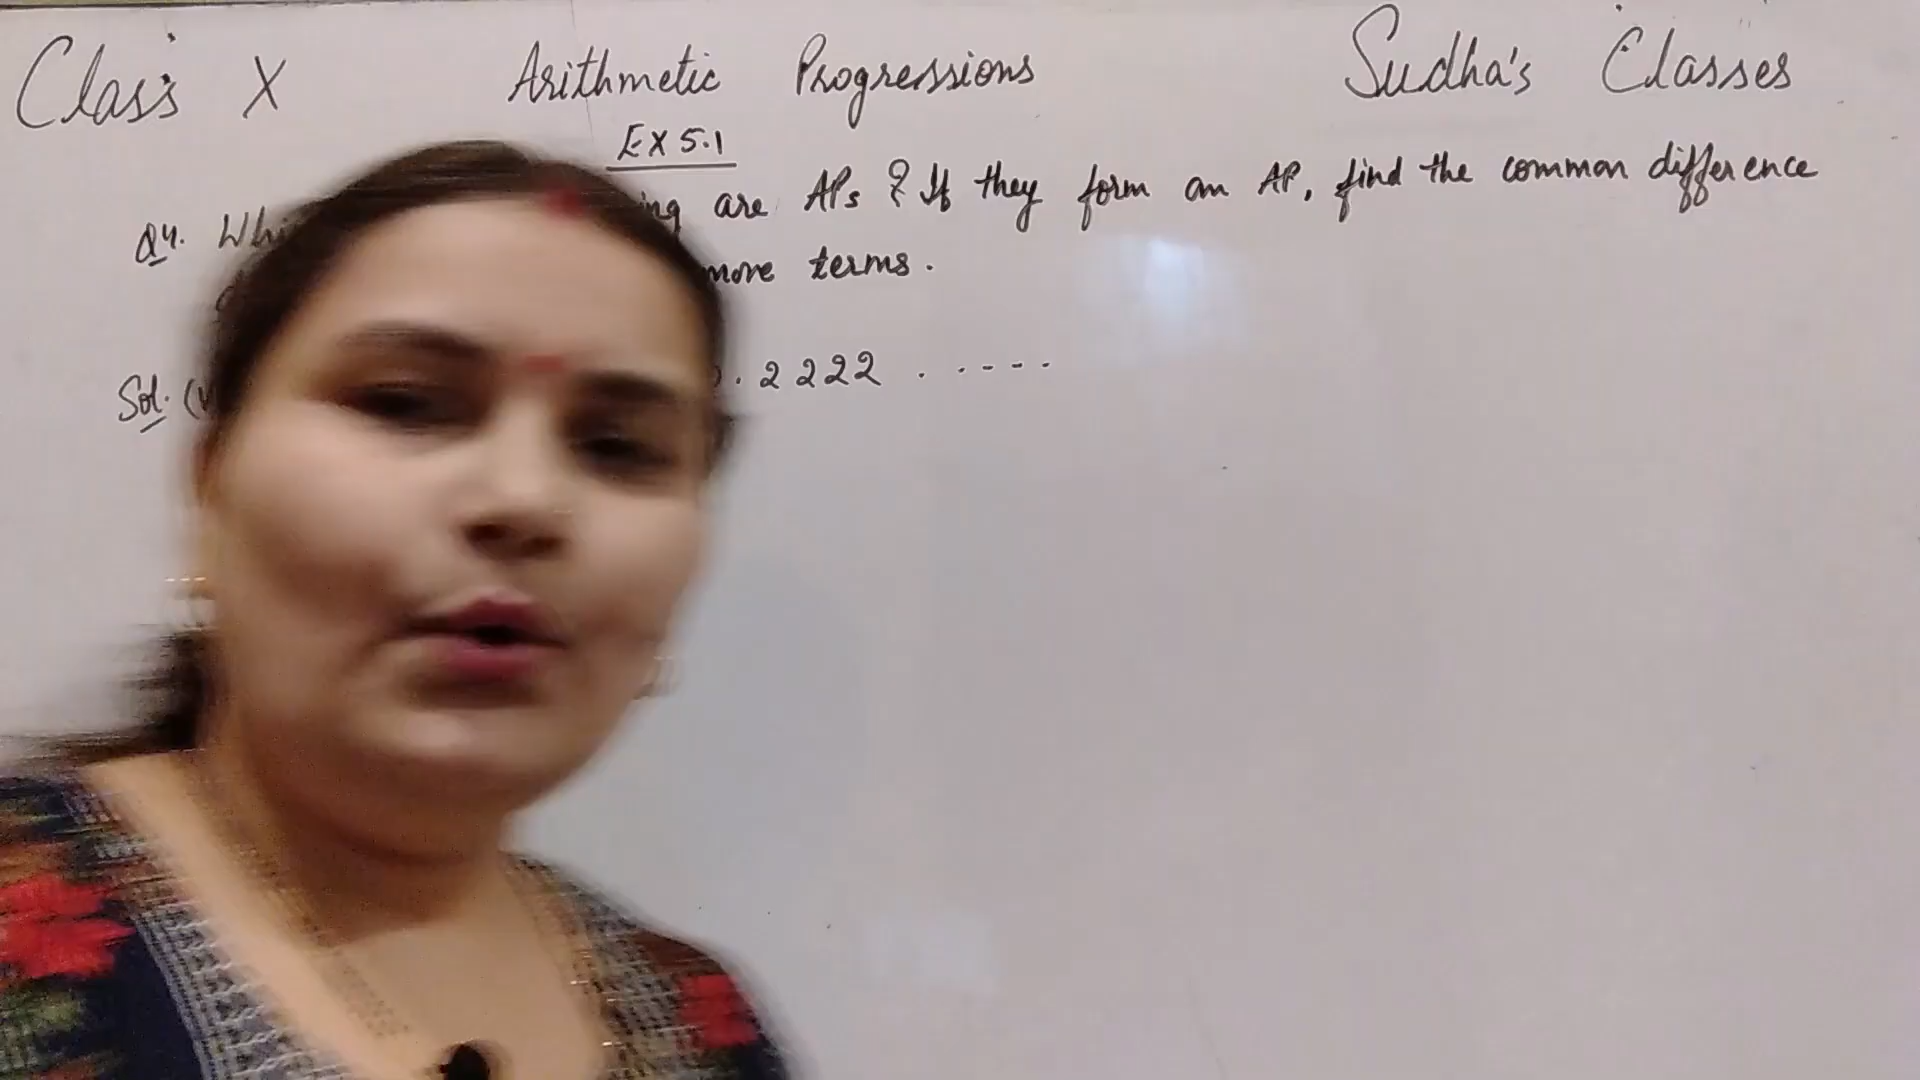 Class X Arithmetic Progressions Sudha's Classes
EX 5.1
Q4. are APs ? If they form an AP, find the common difference
more terms.
Sol. .2222 . . - - - .